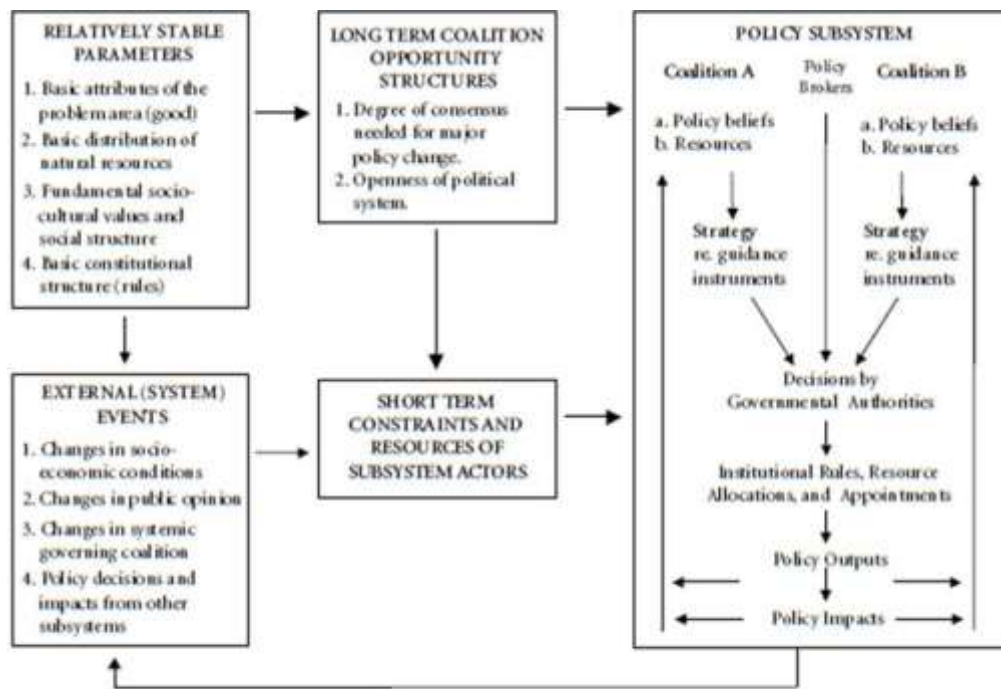 RELATIVELY STABLE
PARAMETERS
1. Basic attributes of the
problem area (good)
2. Basic distribution of
natural resources
3. Fundamental socio-
cultural values and
social structure
4. Basic constitutional
structure (rules)
LONG TERM COALITION
OPPORTUNITY
STRUCTURES
1. Degree of consensus
needed for major
policy change.
2. Openness of political
system.
EXTERNAL (SYSTEM)
EVENTS
1. Changes in socio-
economic conditions
2. Changes in public opinion
3. Changes in systemic
governing coalition
4. Policy decisions and
impacts from other
subsystems
SHORT TERM
CONSTRAINTS AND
RESOURCES OF
SUBSYSTEM ACTORS
POLICY SUBSYSTEM
Coalition A
Policy
Brokers
Coalition B
a. Policy beliefs
b. Resources
a. Policy beliefs
b. Resources
Strategy
re. guidance
instruments
Strategy
re. guidance
instruments
Decisions by
Governmental Authorities
Institutional Rules, Resource
Allocations, and Appointments
Policy Outputs
Policy Impacts